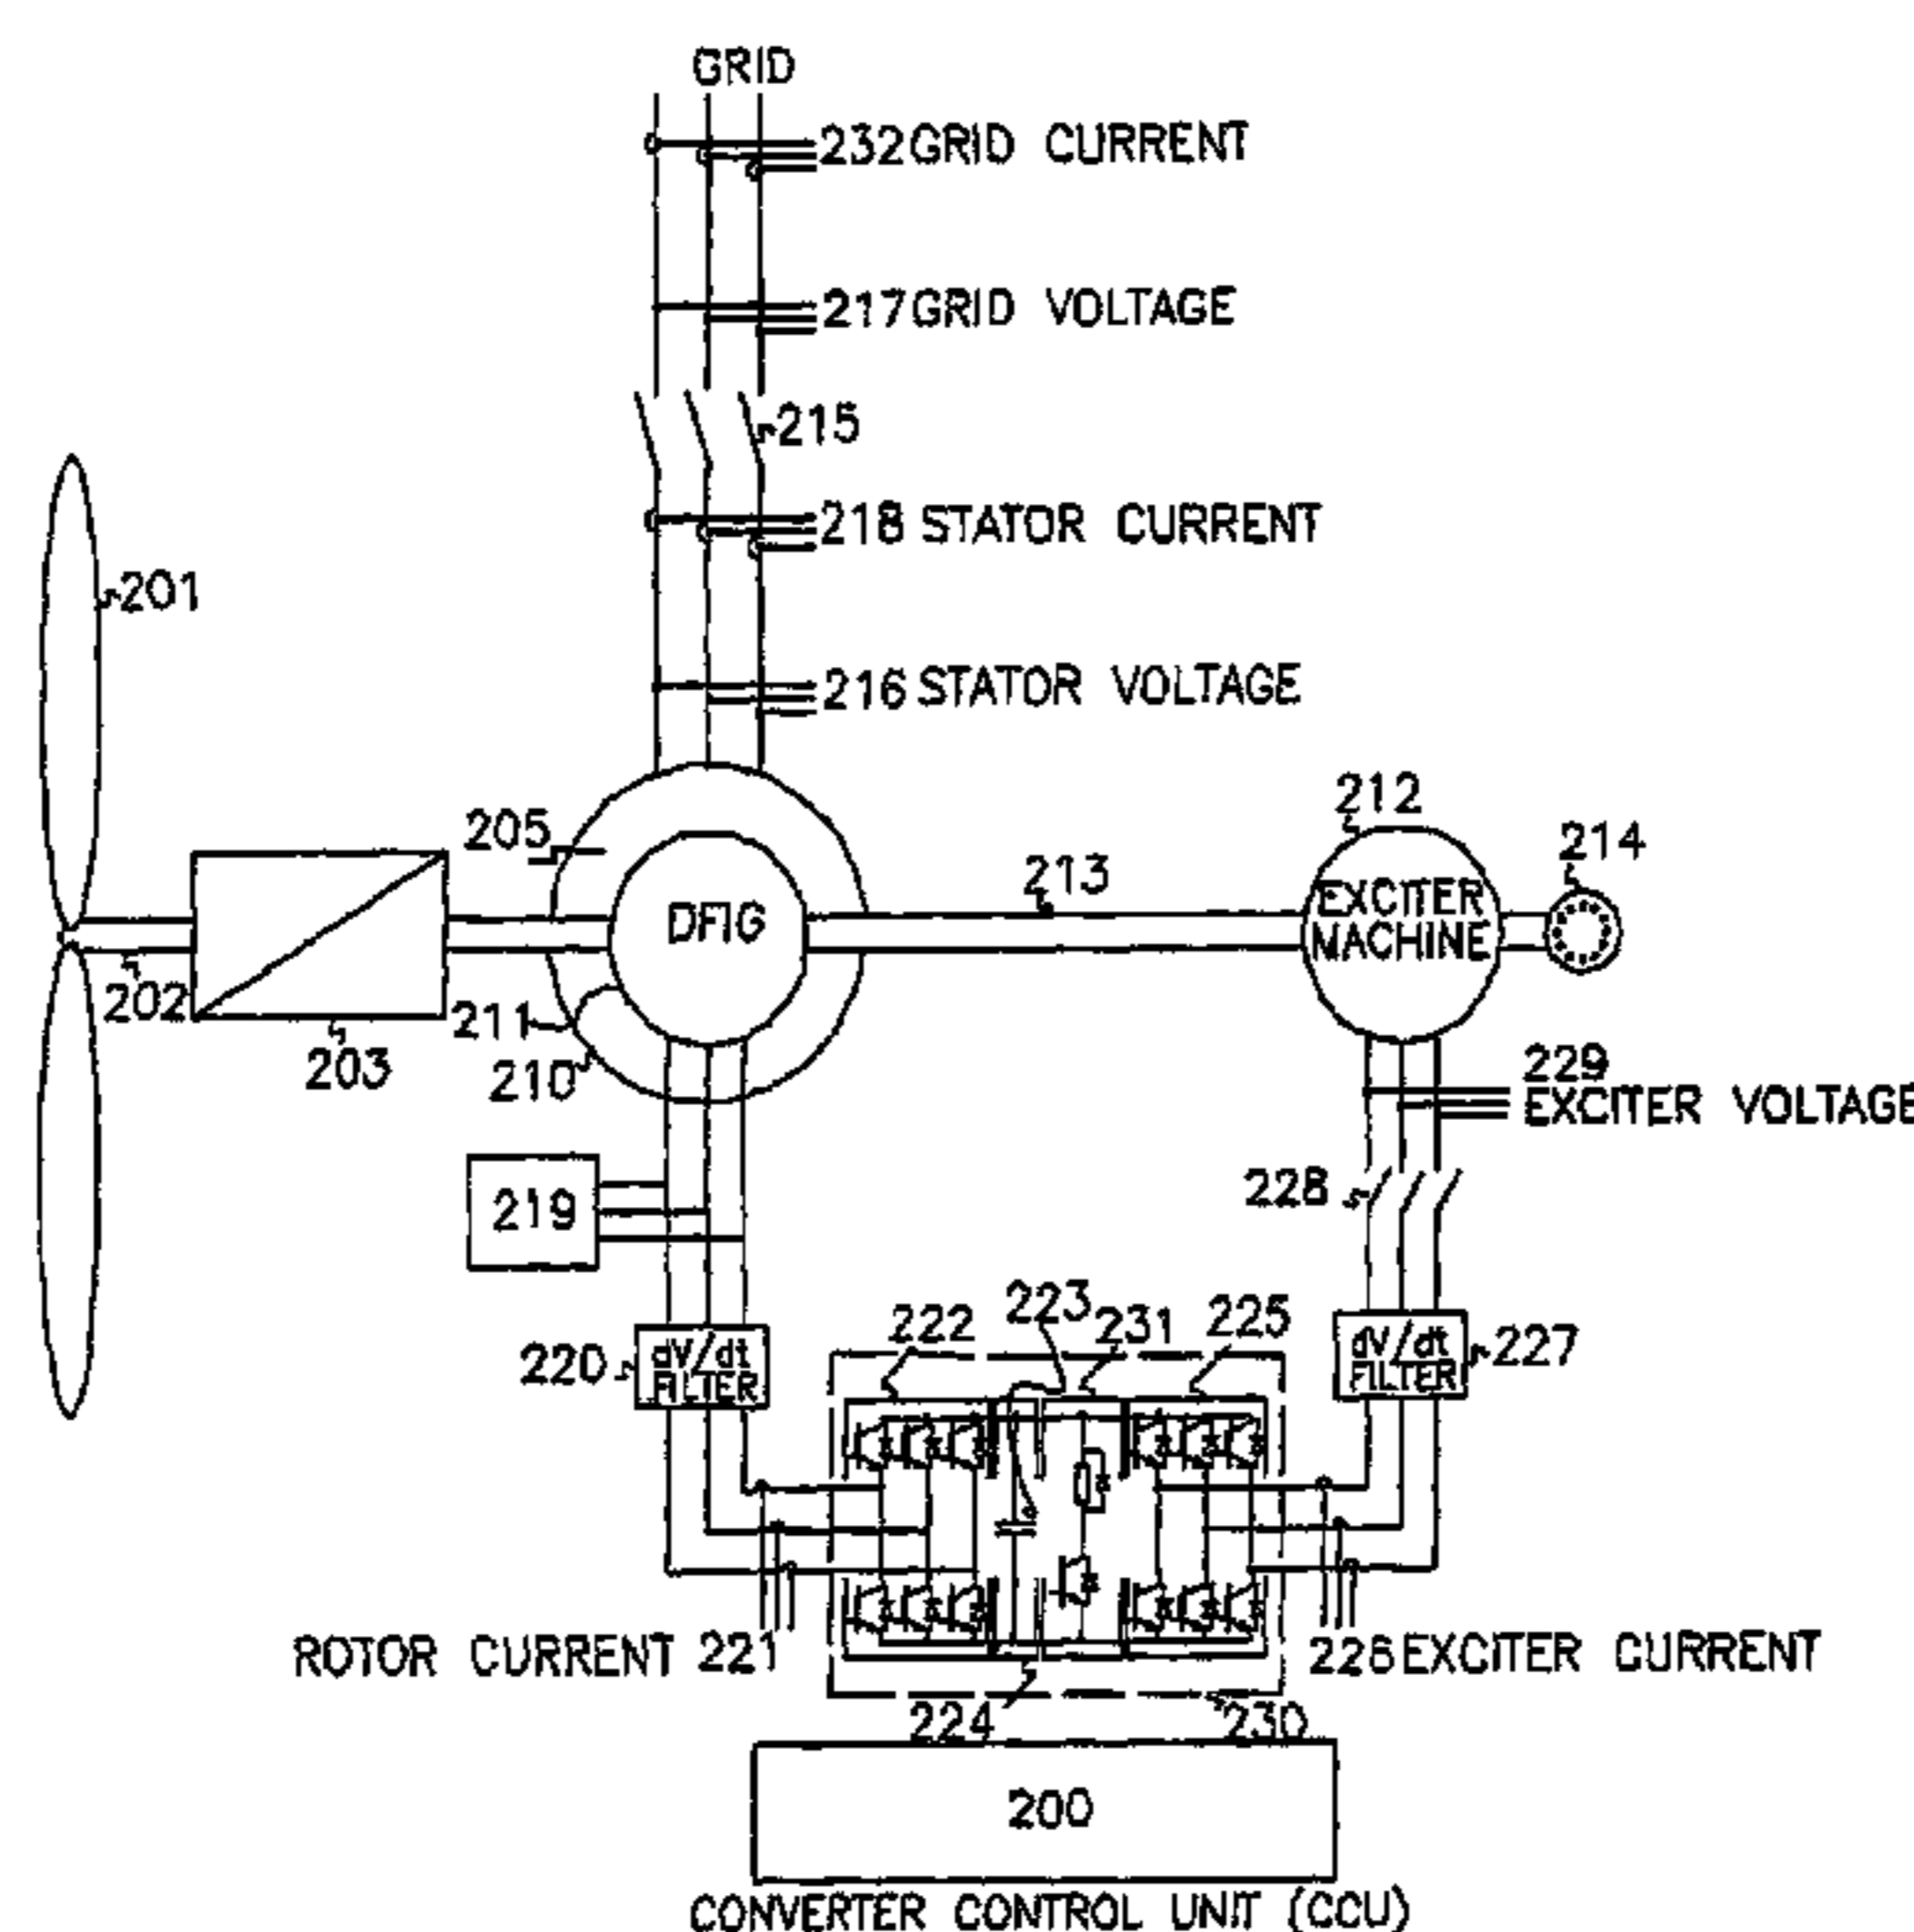 GRID
232 GRID CURRENT
217 GRID VOLTAGE
215
218 STATOR CURRENT
201
216 STATOR VOLTAGE
212
205
214
213
DFIG
EXCITER
MACHINE
202
211
203
210
229
EXCITER VOLTAGE
228
219
223
222
231
225
220
dV/dt
FILTER
dV/dt
FILTER
227
ROTOR CURRENT 221
226 EXCITER CURRENT
224
230
200
CONVERTER CONTROL UNIT (CCU)